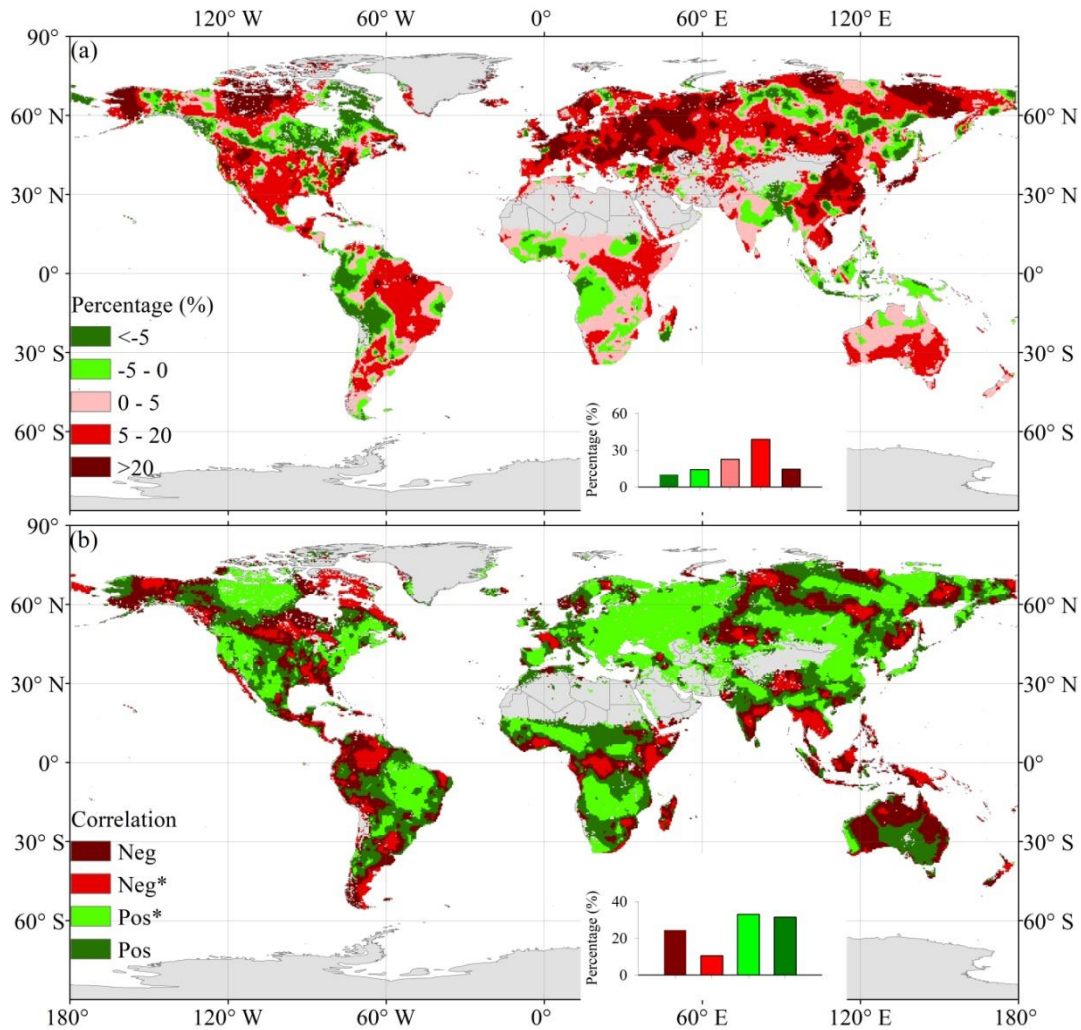 120° W 60° W 0° 60° E 120° E
90°
(a)
60° N 60° N
30° N 30° N
0° 0°
Percentage (%)
<-5
-5 - 0
30° S 30° S
0 - 5
5 - 20
60° S 60° S
>20
Percentage (%)
60
30
0
90°
(b)
60° N 60° N
30° N 30° N
0° 0°
Correlation
30° S 30° S
Neg
Neg*
Pos*
60° S 60° S
Pos
Percentage (%)
40
20
0
180° 120° W 60° W 0° 60° E 120° E 180°